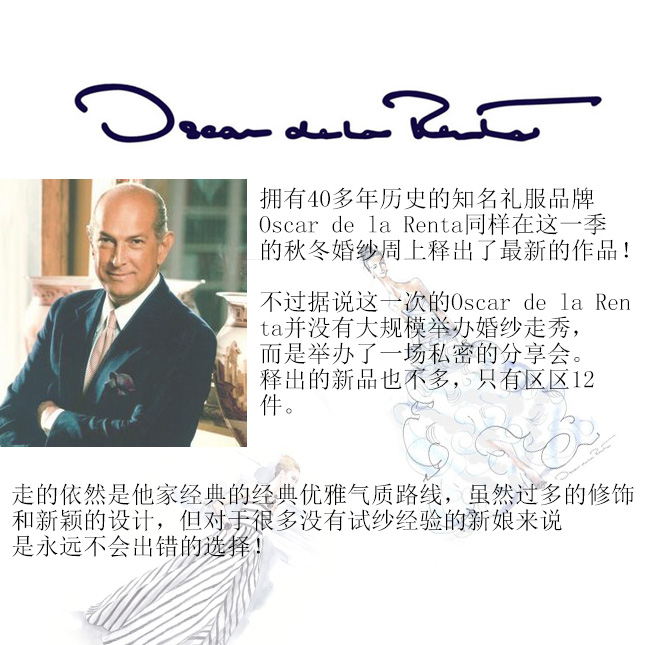 Oscar de la Renta
拥有40多年历史的知名礼服品牌
Oscar de la Renta同样在这一季
的秋冬婚纱周上释出了最新的作品！
不过据说这一次的Oscar de la Ren
ta并没有大规模举办婚纱走秀，
而是举办了一场私密的分享会。
释出的新品也不多，只有区区12
件。
Oscar de la Renta
走的依然是他家经典的经典优雅气质路线，虽然过多的修饰
和新颖的设计，但对于很多没有试纱经验的新娘来说
是永远不会出错的选择！